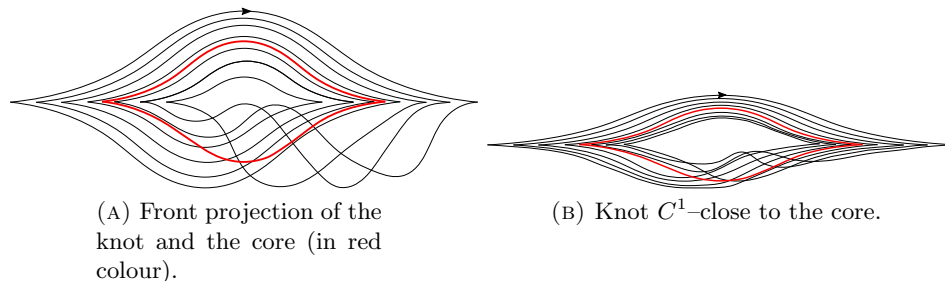 (A) Front projection of the
knot and the core (in red
colour).
(B) Knot C¹–close to the core.